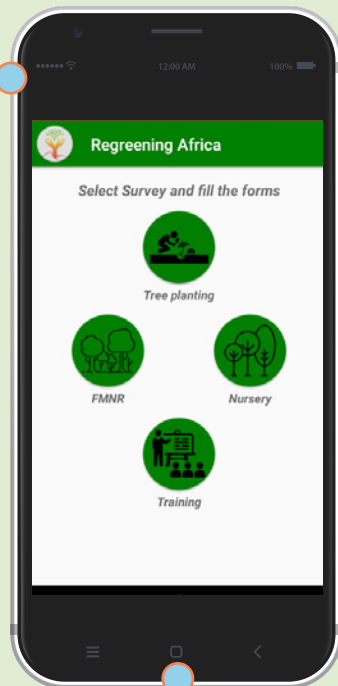 12:00 AM
100%
Regreening Africa
Select Survey and fill the forms
Tree planting
FMNR
Nursery
Training